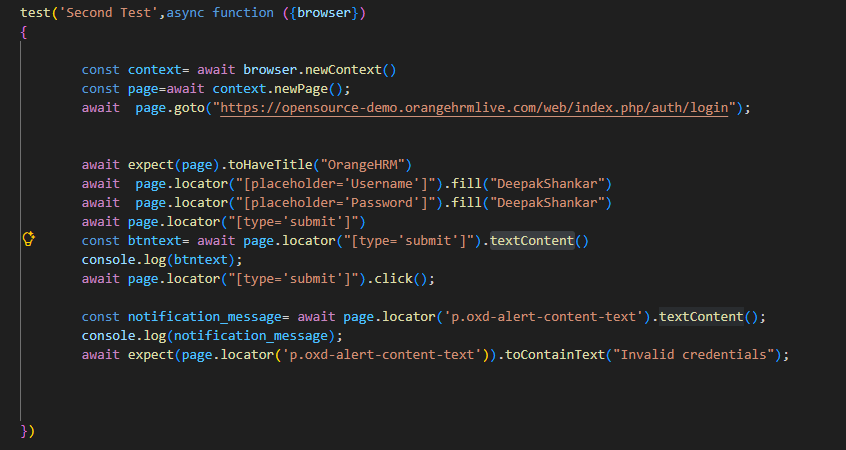 test('Second Test',async function ({browser})
{
const context= await browser.newContext()
const page=await context.newPage();
await  page.goto("https://opensource-demo.orangehrmlive.com/web/index.php/auth/login");
await expect(page).toHaveTitle("OrangeHRM")
await  page.locator("[placeholder='Username']").fill("DeepakShankar")
await  page.locator("[placeholder='Password']").fill("DeepakShankar")
await page.locator("[type='submit']")
const btntext= await page.locator("[type='submit']").textContent()
console.log(btntext);
await page.locator("[type='submit']").click();
const notification_message= await page.locator('p.oxd-alert-content-text').textContent();
console.log(notification_message);
await expect(page.locator('p.oxd-alert-content-text')).toContainText("Invalid credentials");
})